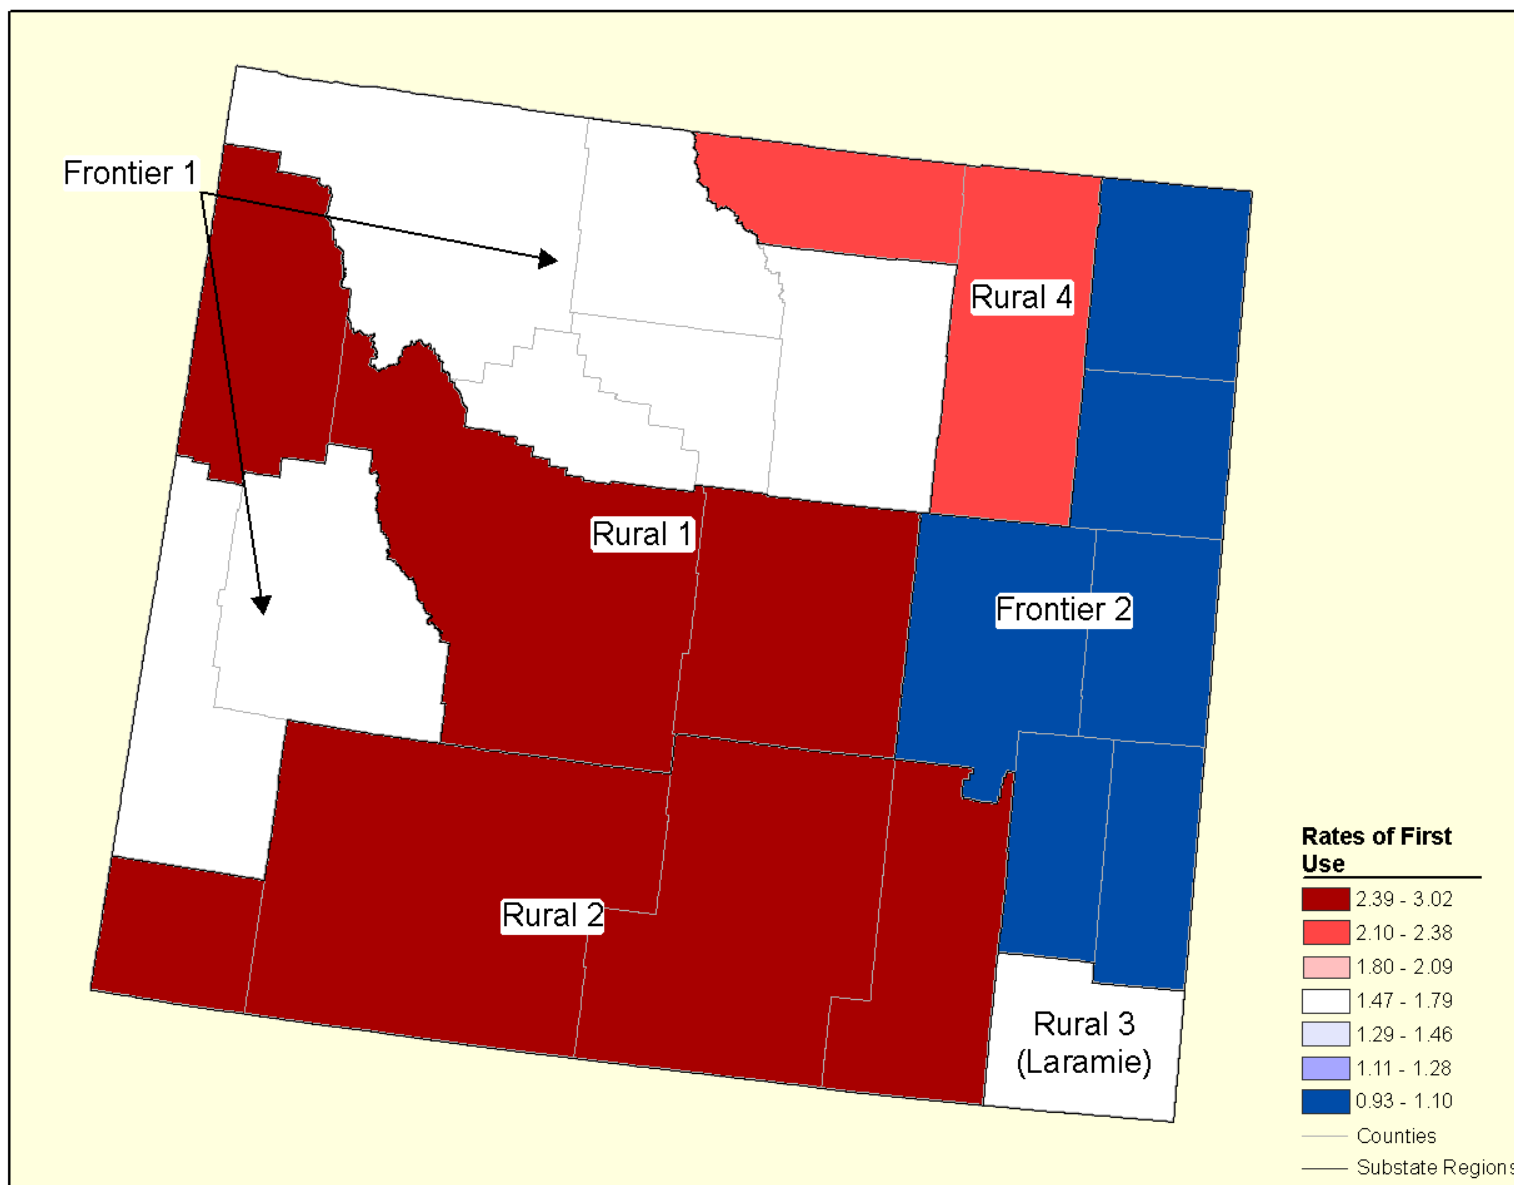 Frontier 1
Rural 4
Rural 1
Frontier 2
Rural 2
Rural 3
(Laramie)
Rates of First
Use
2.39 - 3.02
2.10 - 2.38
1.80 - 2.09
1.47 - 1.79
1.29 - 1.46
1.11 - 1.28
0.93 - 1.10
Counties
Substate Regions